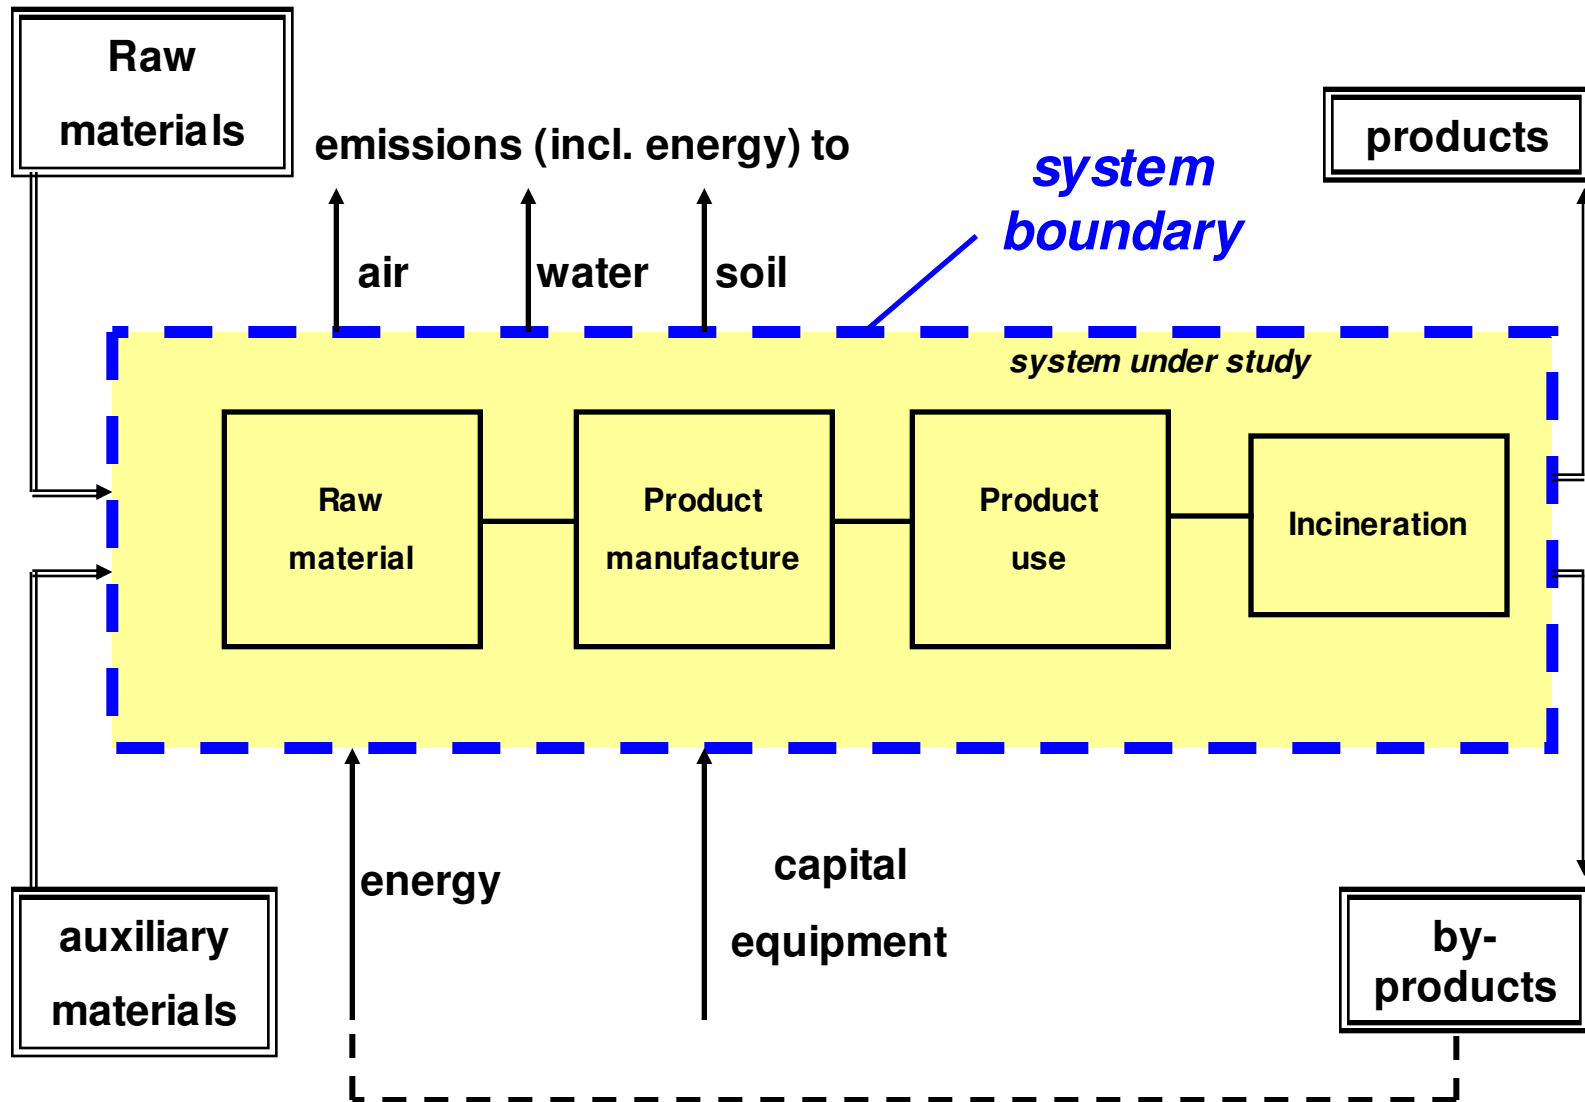 Raw
materials
emissions (incl. energy) to
system
boundary
products
air
water
soil
system under study
Raw
material
Product
manufacture
Product
use
Incineration
energy
capital
equipment
auxiliary
materials
by-
products